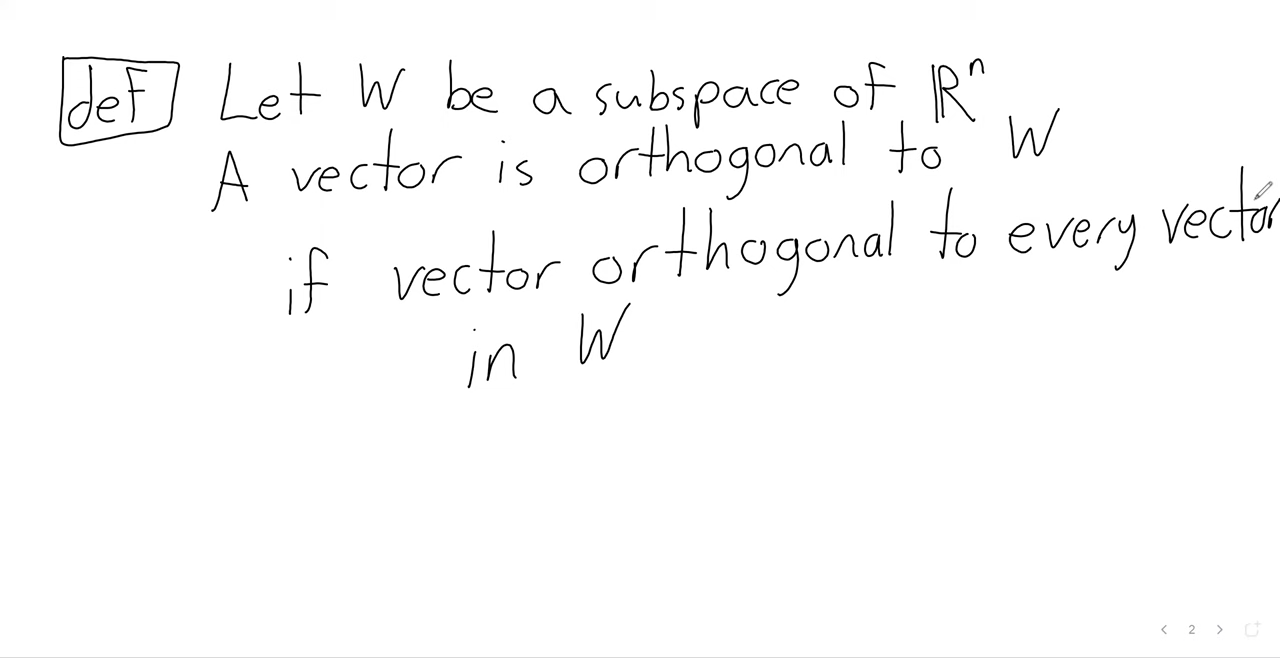 def Let W be a subspace of ℝⁿ
A vector is orthogonal to W
if vector orthogonal to every vector
in W
2